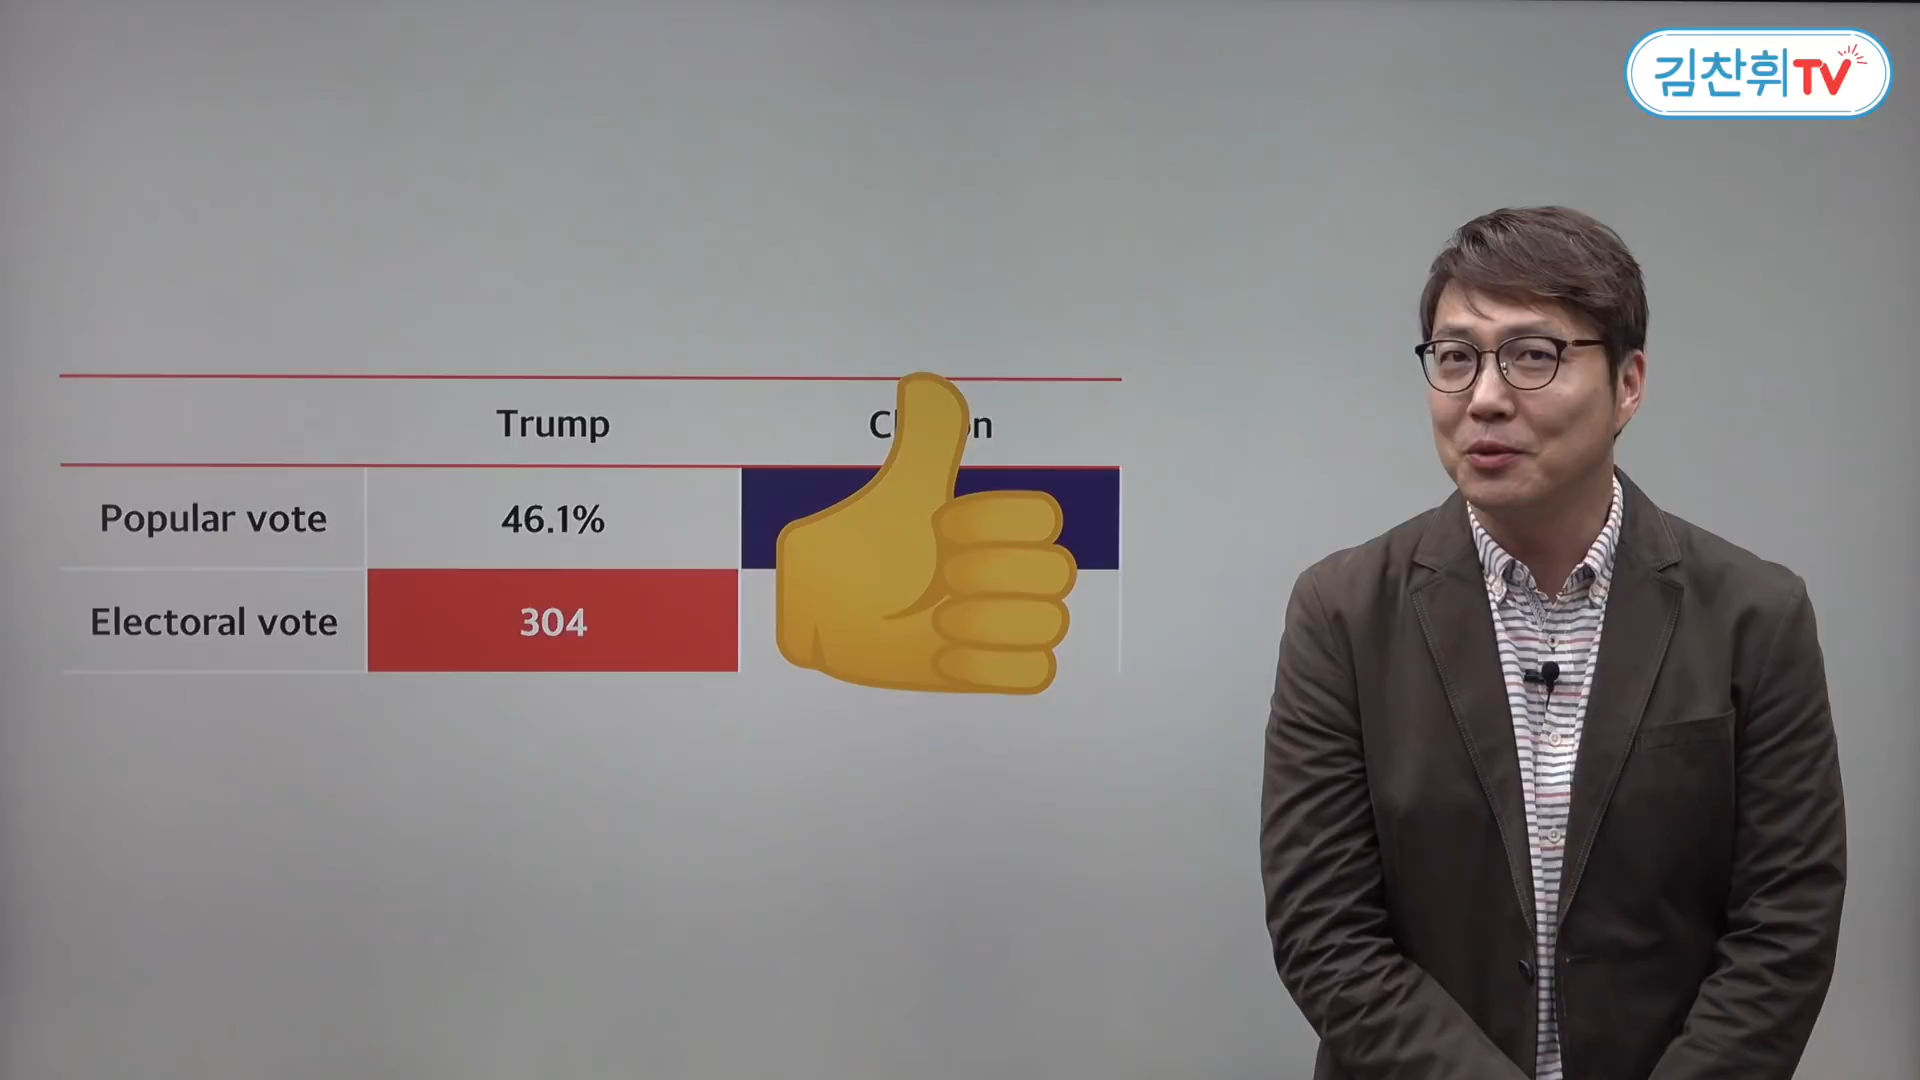 김찬휘TV
Trump
Popular vote
46.1%
Electoral vote
304